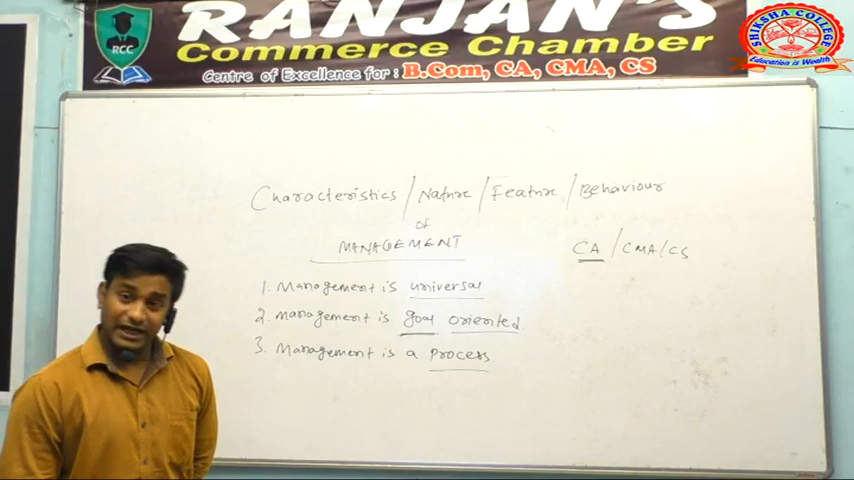 RANJAN'S
Commerce Chamber
Centre of Excellence for : B.Com, CA, CMA, CS
RCC
SHIKSHA COLLEGE
Education is Wealth
Characteristics / Nature / Feature / Behaviour
of
MANAGEMENT
CA / CMA / CS
1. Management is universal
2. Management is goal oriented
3. Management is a process